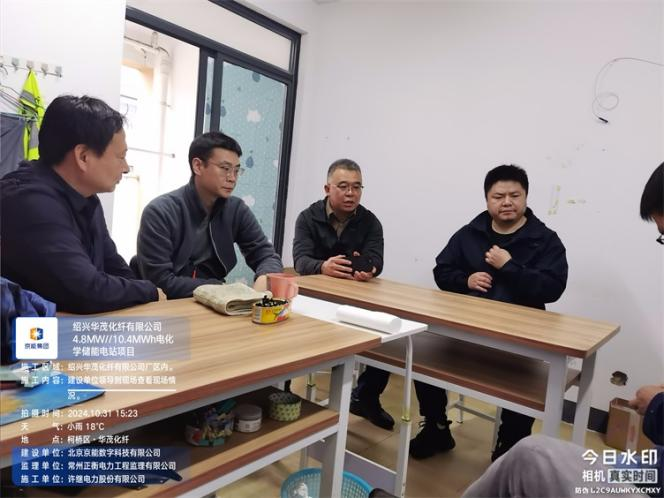 京能集团
绍兴华茂化纤有限公司
4.8MW//10.4MWh电化
学储能电站项目
施工区域：绍兴华茂化纤有限公司厂区内。
施工内容：建设单位领导到现场查看现场情
况。
拍摄时间：2024.10.31 15:23
天 气：小雨 18℃
地 点：柯桥区·华茂化纤
建设单位：北京京能数字科技有限公司
监理单位：常州正衡电力工程监理有限公司
施工单位：许继电力股份有限公司
今日水印
相机 真实时间
防伪 L2C9AUWKYXCMXY